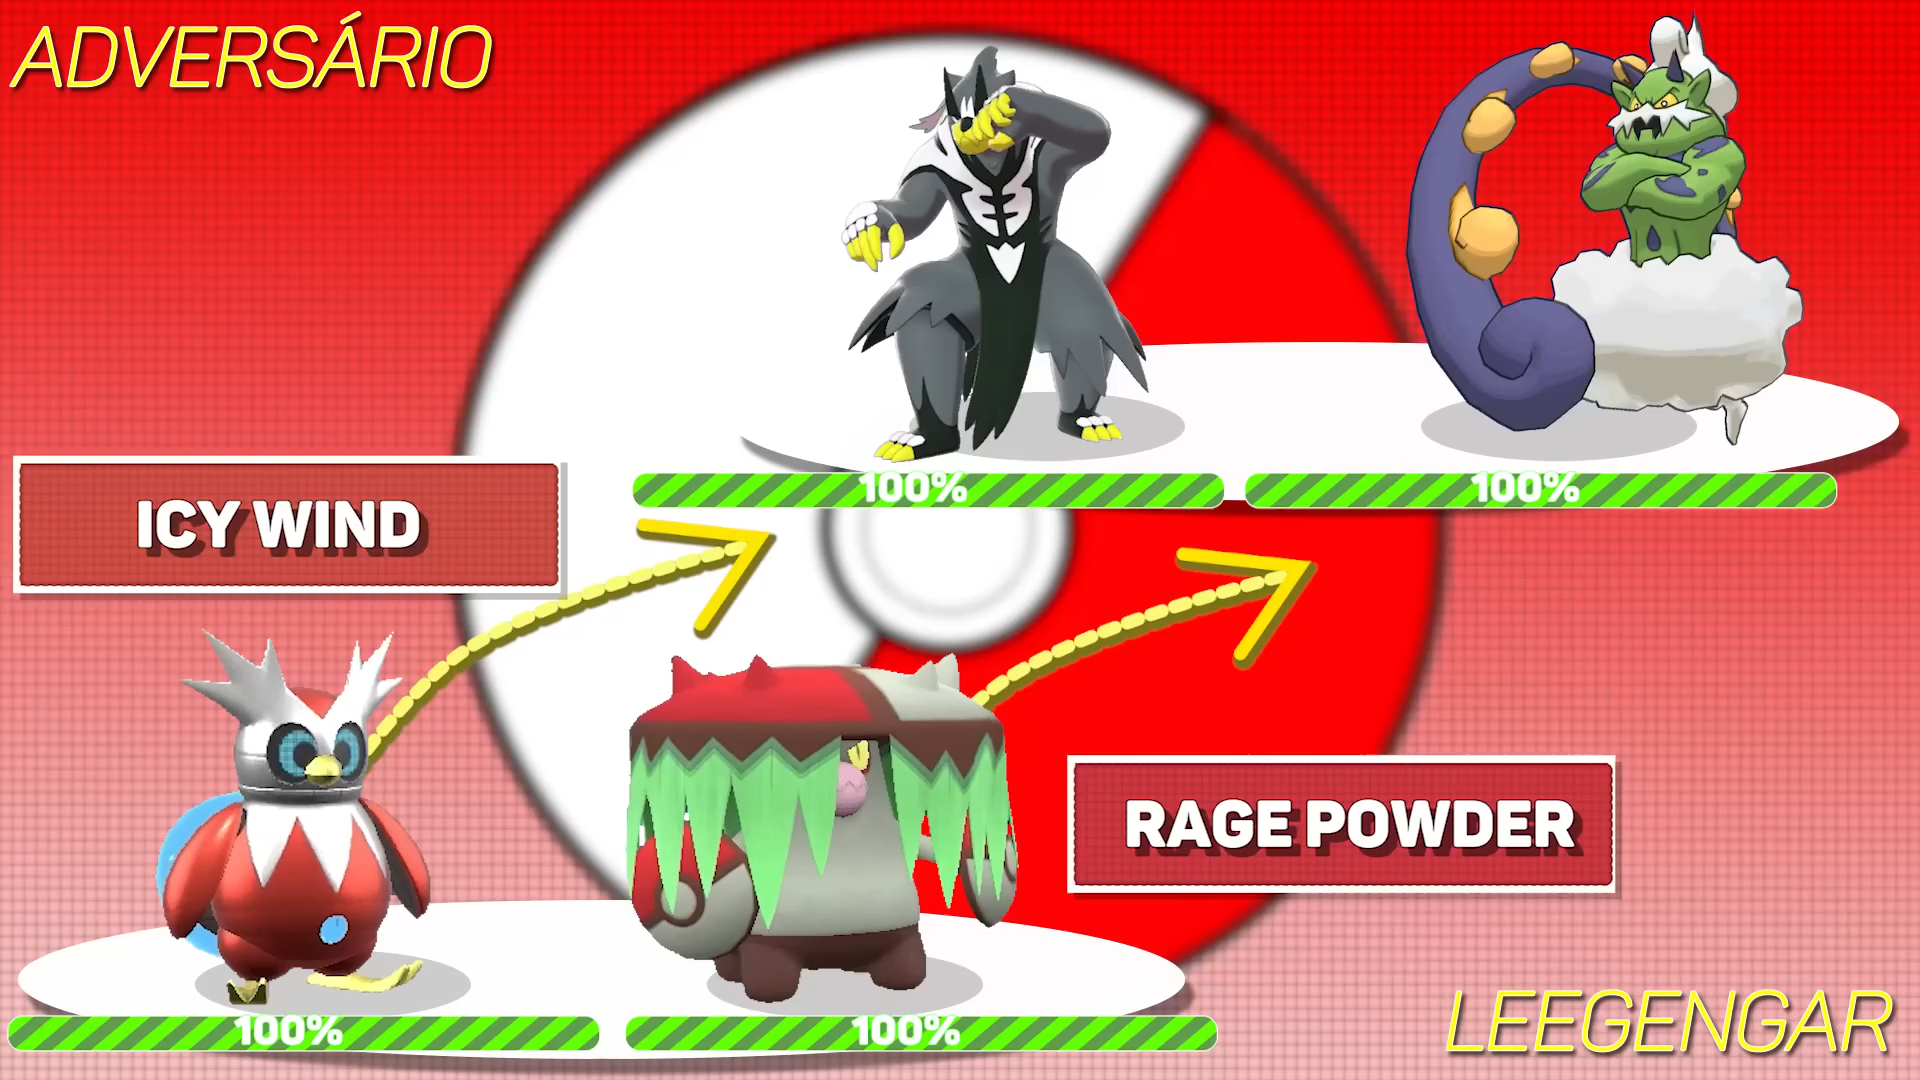 ADVERSÁRIO
100%
100%
ICY WIND
RAGE POWDER
100%
100%
LEEGENGAR